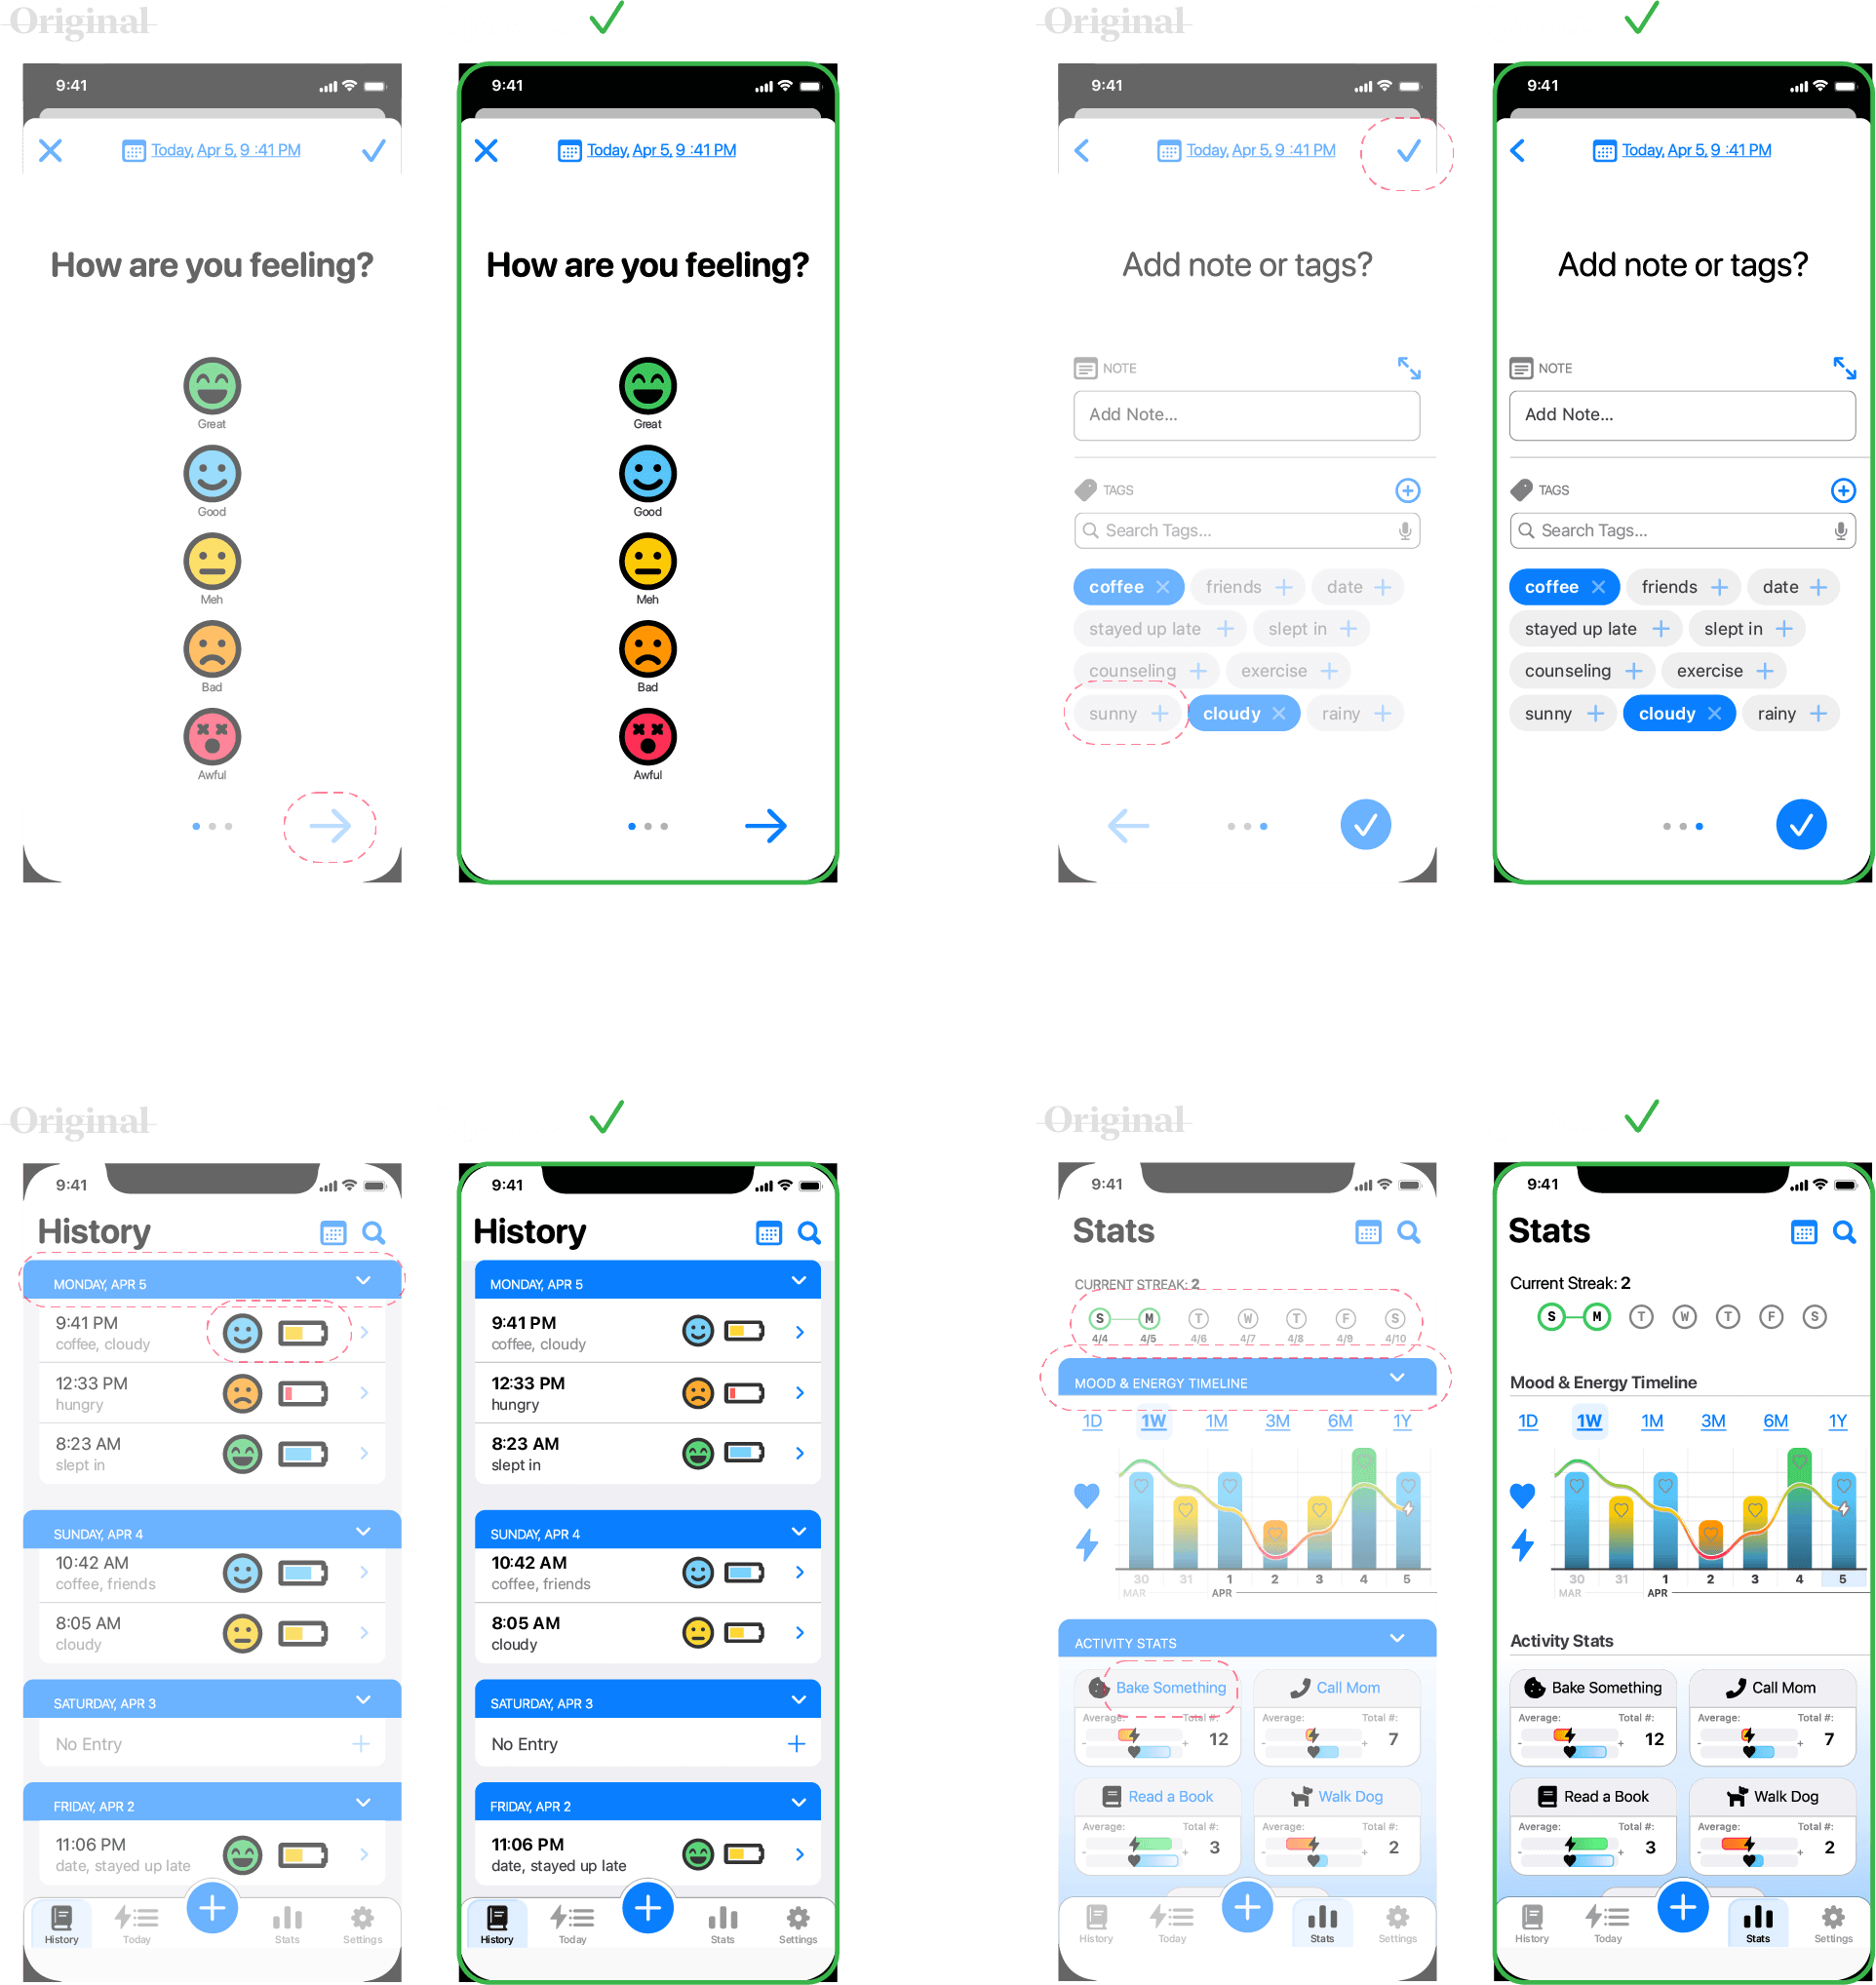 Original
9:41
Today, Apr 5, 9 :41 PM
How are you feeling?
Great
Good
Meh
Bad
Awful
9:41
Today, Apr 5, 9 :41 PM
How are you feeling?
Great
Good
Meh
Bad
Awful
Original
9:41
Today, Apr 5, 9 :41 PM
Add note or tags?
NOTE
Add Note...
TAGS
Search Tags...
coffee friends date
stayed up late slept in
counseling exercise
sunny cloudy rainy
9:41
Today, Apr 5, 9 :41 PM
Add note or tags?
NOTE
Add Note...
TAGS
Search Tags...
coffee friends date
stayed up late slept in
counseling exercise
sunny cloudy rainy
Original
9:41
History
MONDAY, APR 5
9:41 PM
coffee, cloudy
12:33 PM
hungry
8:23 AM
slept in
SUNDAY, APR 4
10:42 AM
coffee, friends
8:05 AM
cloudy
SATURDAY, APR 3
No Entry
FRIDAY, APR 2
11:06 PM
date, stayed up late
History Today Stats Settings
9:41
History
MONDAY, APR 5
9:41 PM
coffee, cloudy
12:33 PM
hungry
8:23 AM
slept in
SUNDAY, APR 4
10:42 AM
coffee, friends
8:05 AM
cloudy
SATURDAY, APR 3
No Entry
FRIDAY, APR 2
11:06 PM
date, stayed up late
History Today Stats Settings
Original
9:41
Stats
CURRENT STREAK: 2
S M T W T F S
4/4 4/5 4/6 4/7 4/8 4/9 4/10
MOOD & ENERGY TIMELINE
1D 1W 1M 3M 6M 1Y
30 31 1 2 3 4 5
MAR APR
ACTIVITY STATS
Bake Something Call Mom
Average: Total #: Average: Total #:
- + 12 - + 7
Read a Book Walk Dog
Average: Total #: Average: Total #:
- + 3 - + 2
History Today Stats Settings
9:41
Stats
Current Streak: 2
S M T W T F S
Mood & Energy Timeline
1D 1W 1M 3M 6M 1Y
30 31 1 2 3 4 5
MAR APR
Activity Stats
Bake Something Call Mom
Average: Total #: Average: Total #:
- + 12 - + 7
Read a Book Walk Dog
Average: Total #: Average: Total #:
- + 3 - + 2
History Today Stats Settings